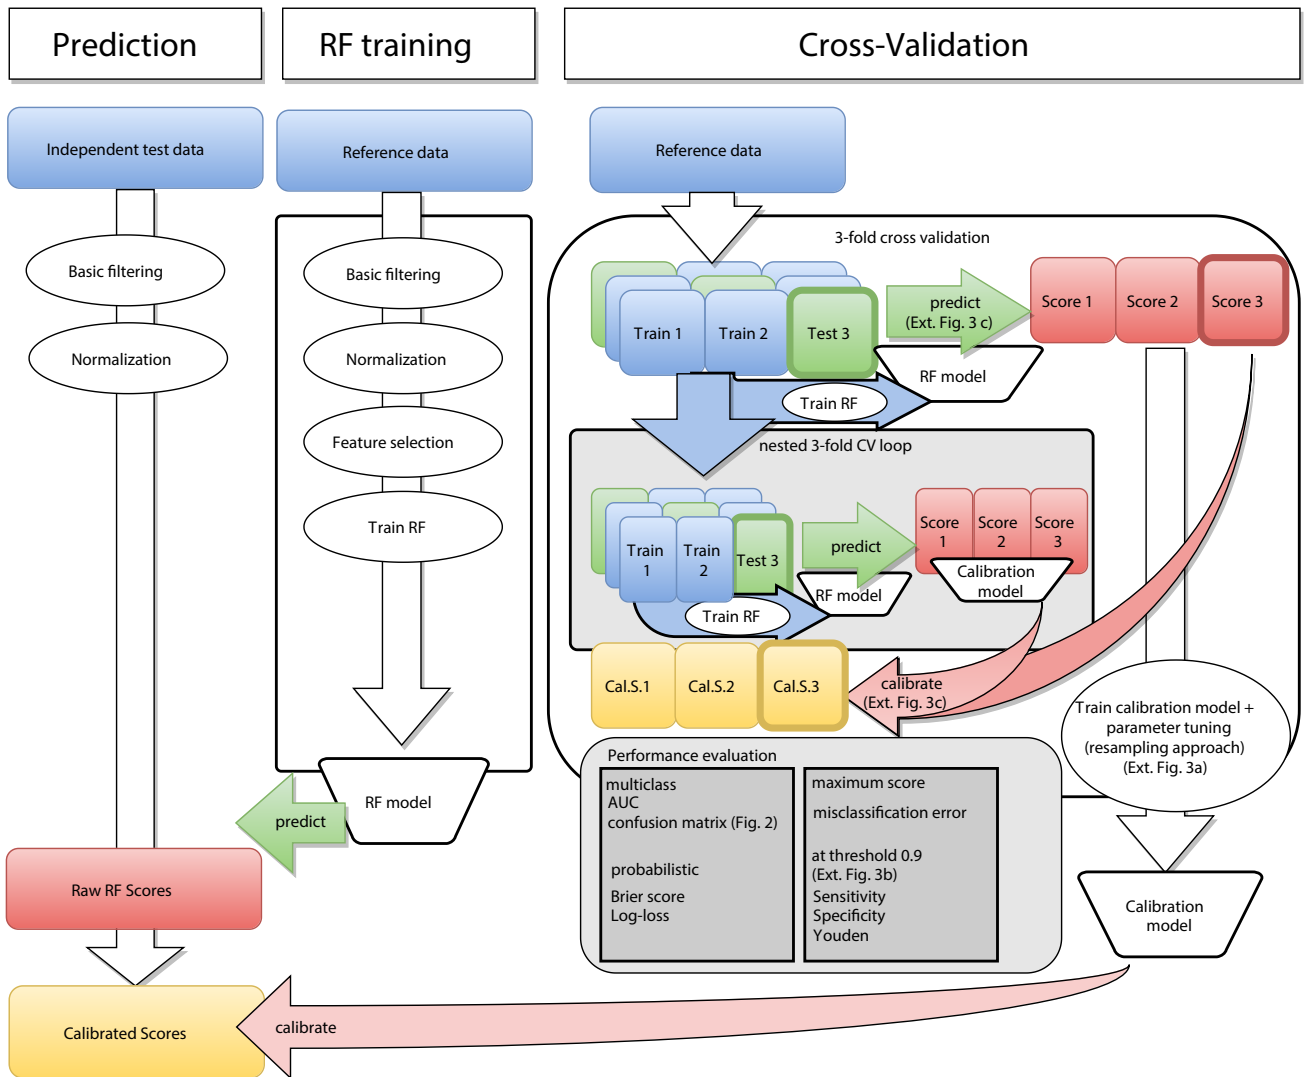 Prediction
RF training
Cross-Validation
Independent test data
Basic filtering
Normalization
Raw RF Scores
Calibrated Scores
Reference data
Basic filtering
Normalization
Feature selection
Train RF
RF model
predict
Reference data
3-fold cross validation
Train 1
Train 2
Test 3
predict
(Ext. Fig. 3 c)
Score 1
Score 2
Score 3
RF model
Train RF
nested 3-fold CV loop
Train
1
Train
2
Test 3
predict
Score
1
Score
2
Score
3
Calibration
model
RF model
Train RF
Cal.S.1
Cal.S.2
Cal.S.3
calibrate
(Ext. Fig. 3c)
Train calibration model +
parameter tuning
(resampling approach)
(Ext. Fig. 3a)
Performance evaluation
multiclass
AUC
confusion matrix (Fig. 2)
probabilistic
Brier score
Log-loss
maximum score
misclassification error
at threshold 0.9
(Ext. Fig. 3b)
Sensitivity
Specificity
Youden
Calibration
model
calibrate